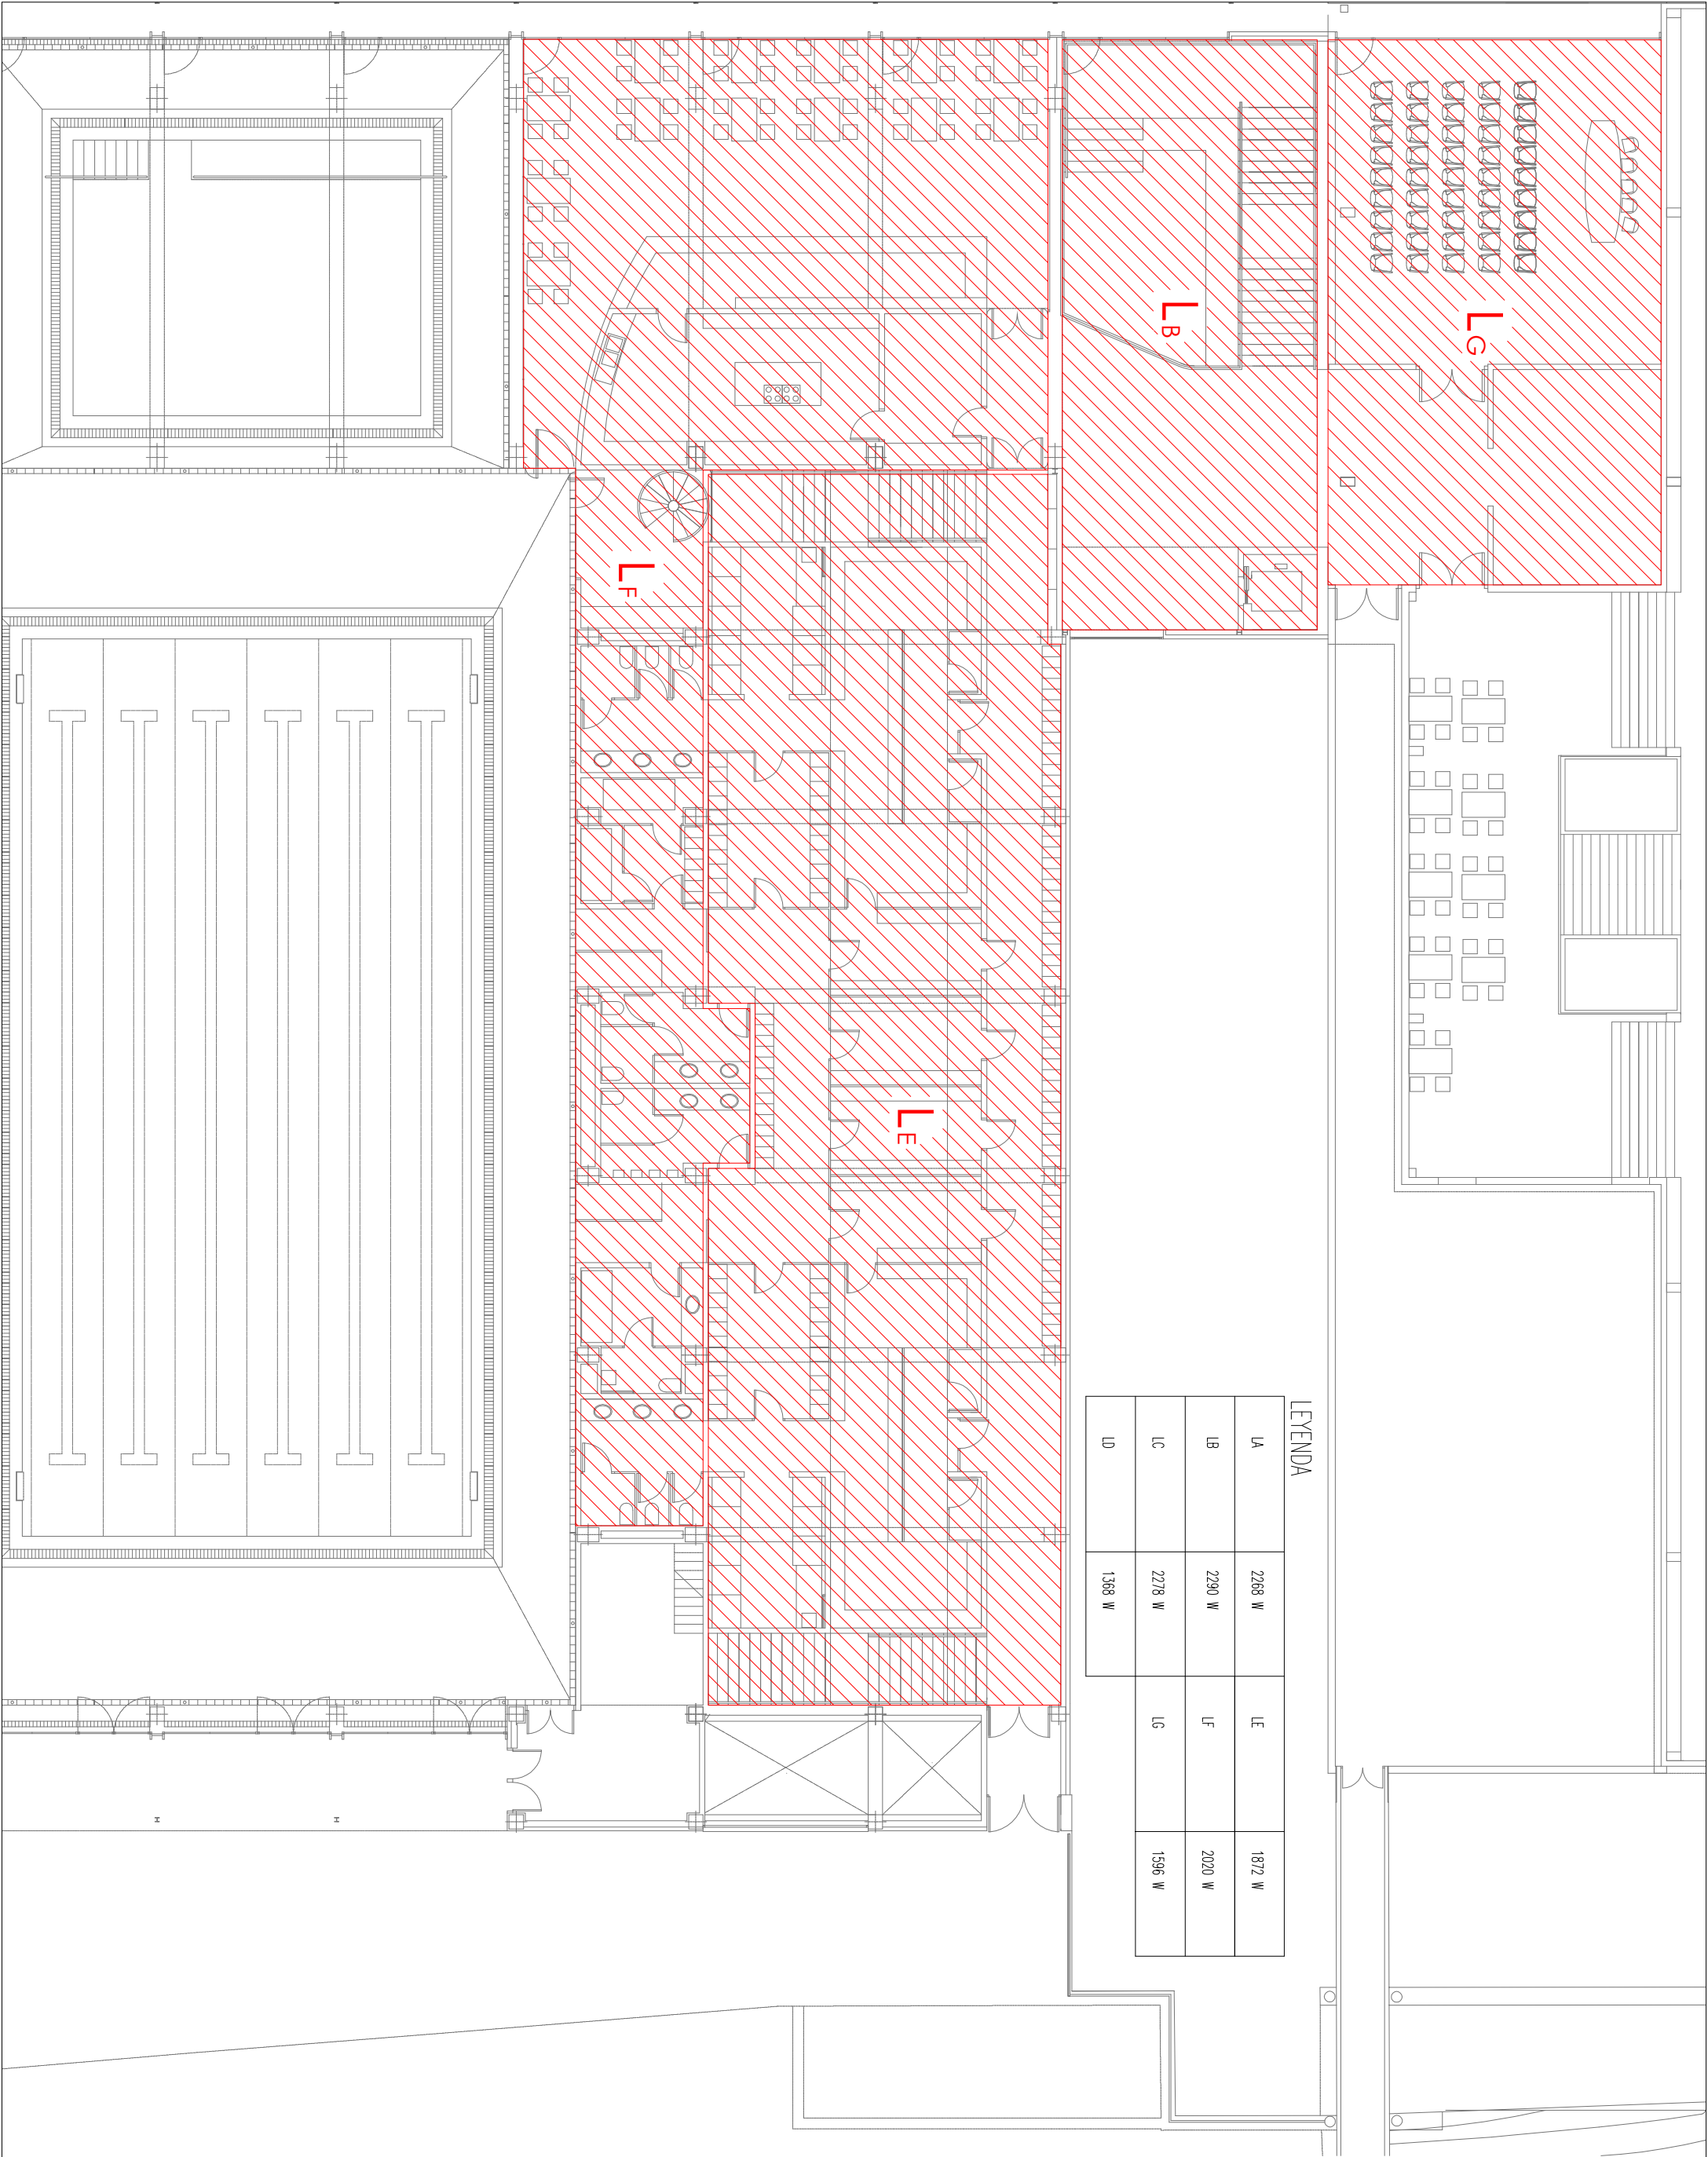 LG
LB
LF
LE
LEYENDA
LA 2268 W LE 1872 W
LB 2290 W LF 2020 W
LC 2278 W LG 1596 W
LD 1368 W